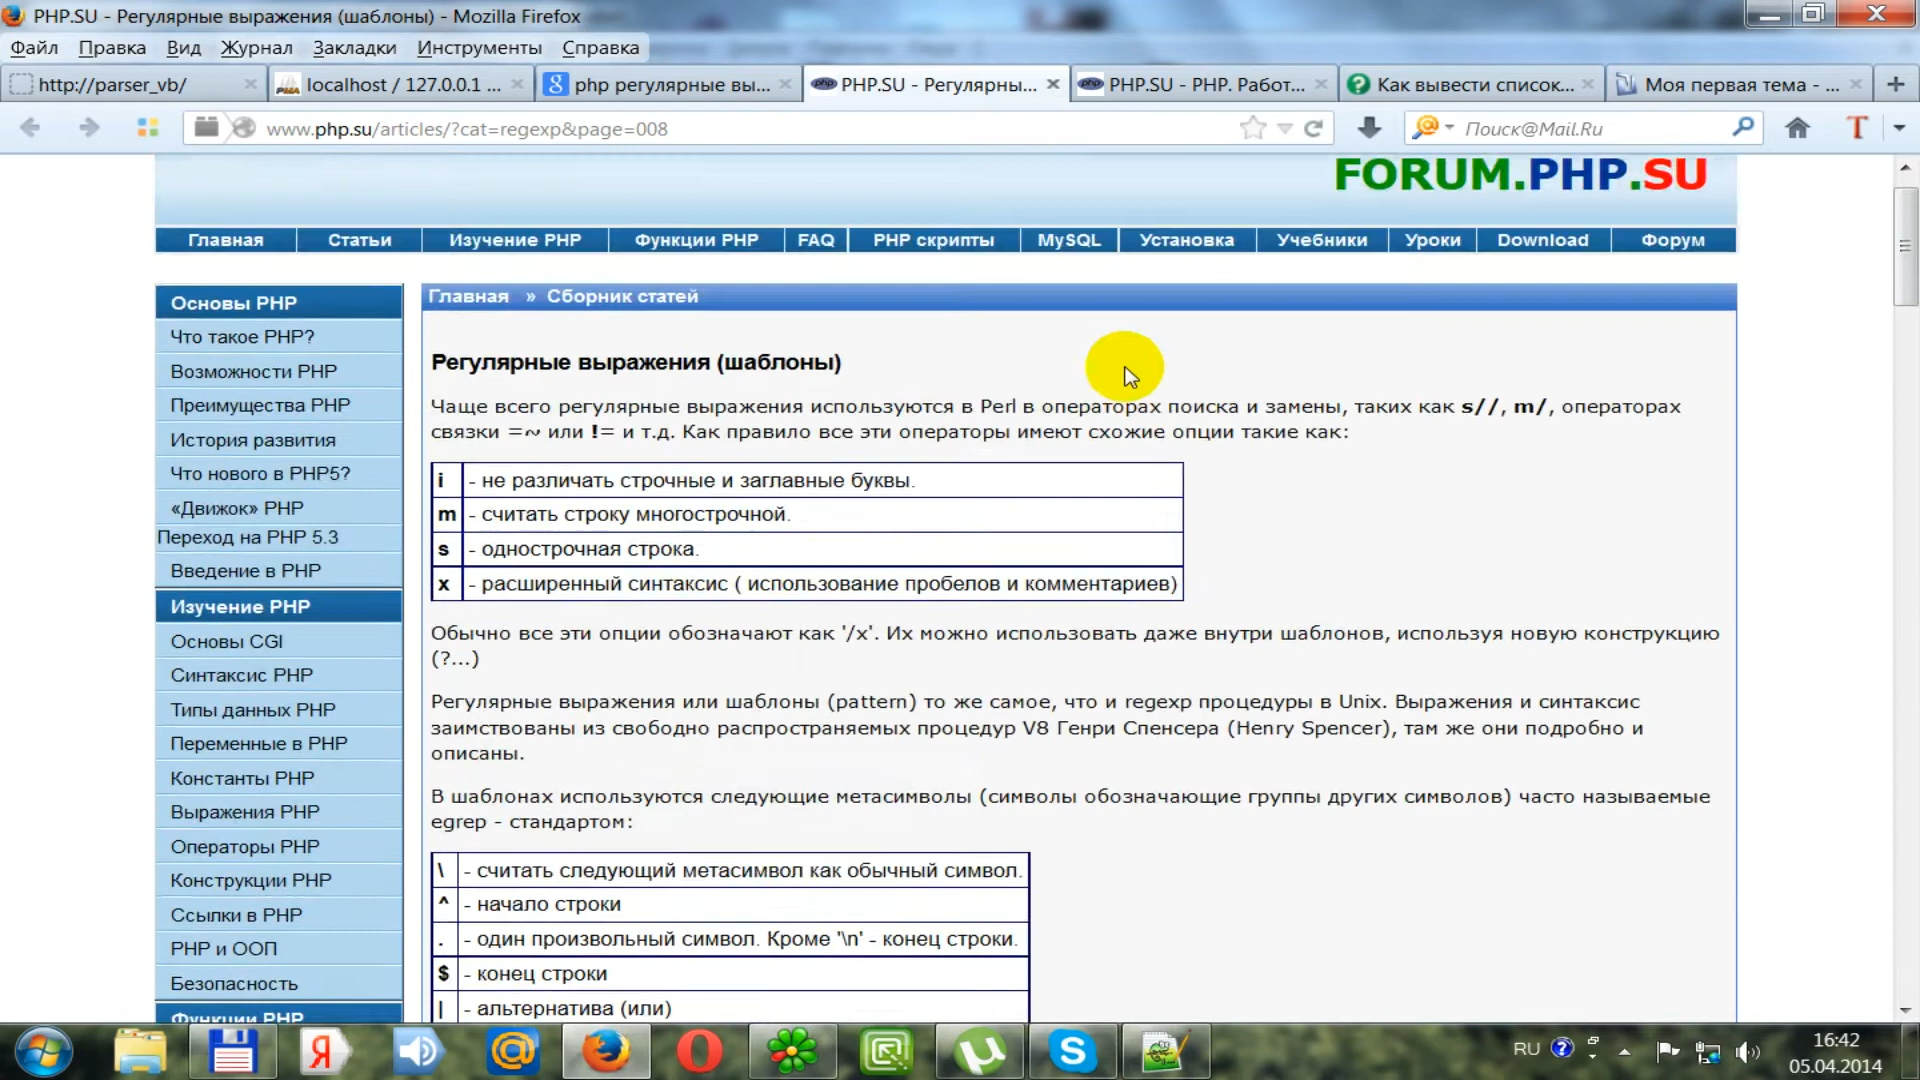 PHP.SU - Регулярные выражения (шаблоны) - Mozilla Firefox
Файл Правка Вид Журнал Закладки Инструменты Справка
http://parser_vb/
localhost / 127.0.0.1 ...
php регулярные вы...
PHP.SU - Регулярны...
PHP.SU - PHP. Работ...
Как вывести список...
Моя первая тема - ...
www.php.su/articles/?cat=regexp&page=008
Поиск@Mail.Ru
FORUM.PHP.SU
Главная Статьи Изучение PHP Функции PHP FAQ PHP скрипты MySQL Установка Учебники Уроки Download Форум
Основы PHP
Что такое PHP?
Возможности PHP
Преимущества PHP
История развития
Что нового в PHP5?
«Движок» PHP
Переход на PHP 5.3
Введение в PHP
Изучение PHP
Основы CGI
Синтаксис PHP
Типы данных PHP
Переменные в PHP
Константы PHP
Выражения PHP
Операторы PHP
Конструкции PHP
Ссылки в PHP
PHP и ООП
Безопасность
Функции PHP
Главная » Сборник статей
Регулярные выражения (шаблоны)
Чаще всего регулярные выражения используются в Perl в операторах поиска и замены, таких как s//, m/, операторах
связки =~ или != и т.д. Как правило все эти операторы имеют схожие опции такие как:
i - не различать строчные и заглавные буквы.
m - считать строку многострочной.
s - однострочная строка.
x - расширенный синтаксис ( использование пробелов и комментариев)
Обычно все эти опции обозначают как '/x'. Их можно использовать даже внутри шаблонов, используя новую конструкцию
(?...)
Регулярные выражения или шаблоны (pattern) то же самое, что и regexp процедуры в Unix. Выражения и синтаксис
заимствованы из свободно распространяемых процедур V8 Генри Спенсера (Henry Spencer), там же они подробно и
описаны.
В шаблонах используются следующие метасимволы (символы обозначающие группы других символов) часто называемые
egrep - стандартом:
\ - считать следующий метасимвол как обычный символ.
^ - начало строки
. - один произвольный символ. Кроме '\n' - конец строки.
$ - конец строки
| - альтернатива (или)
RU
16:42
05.04.2014